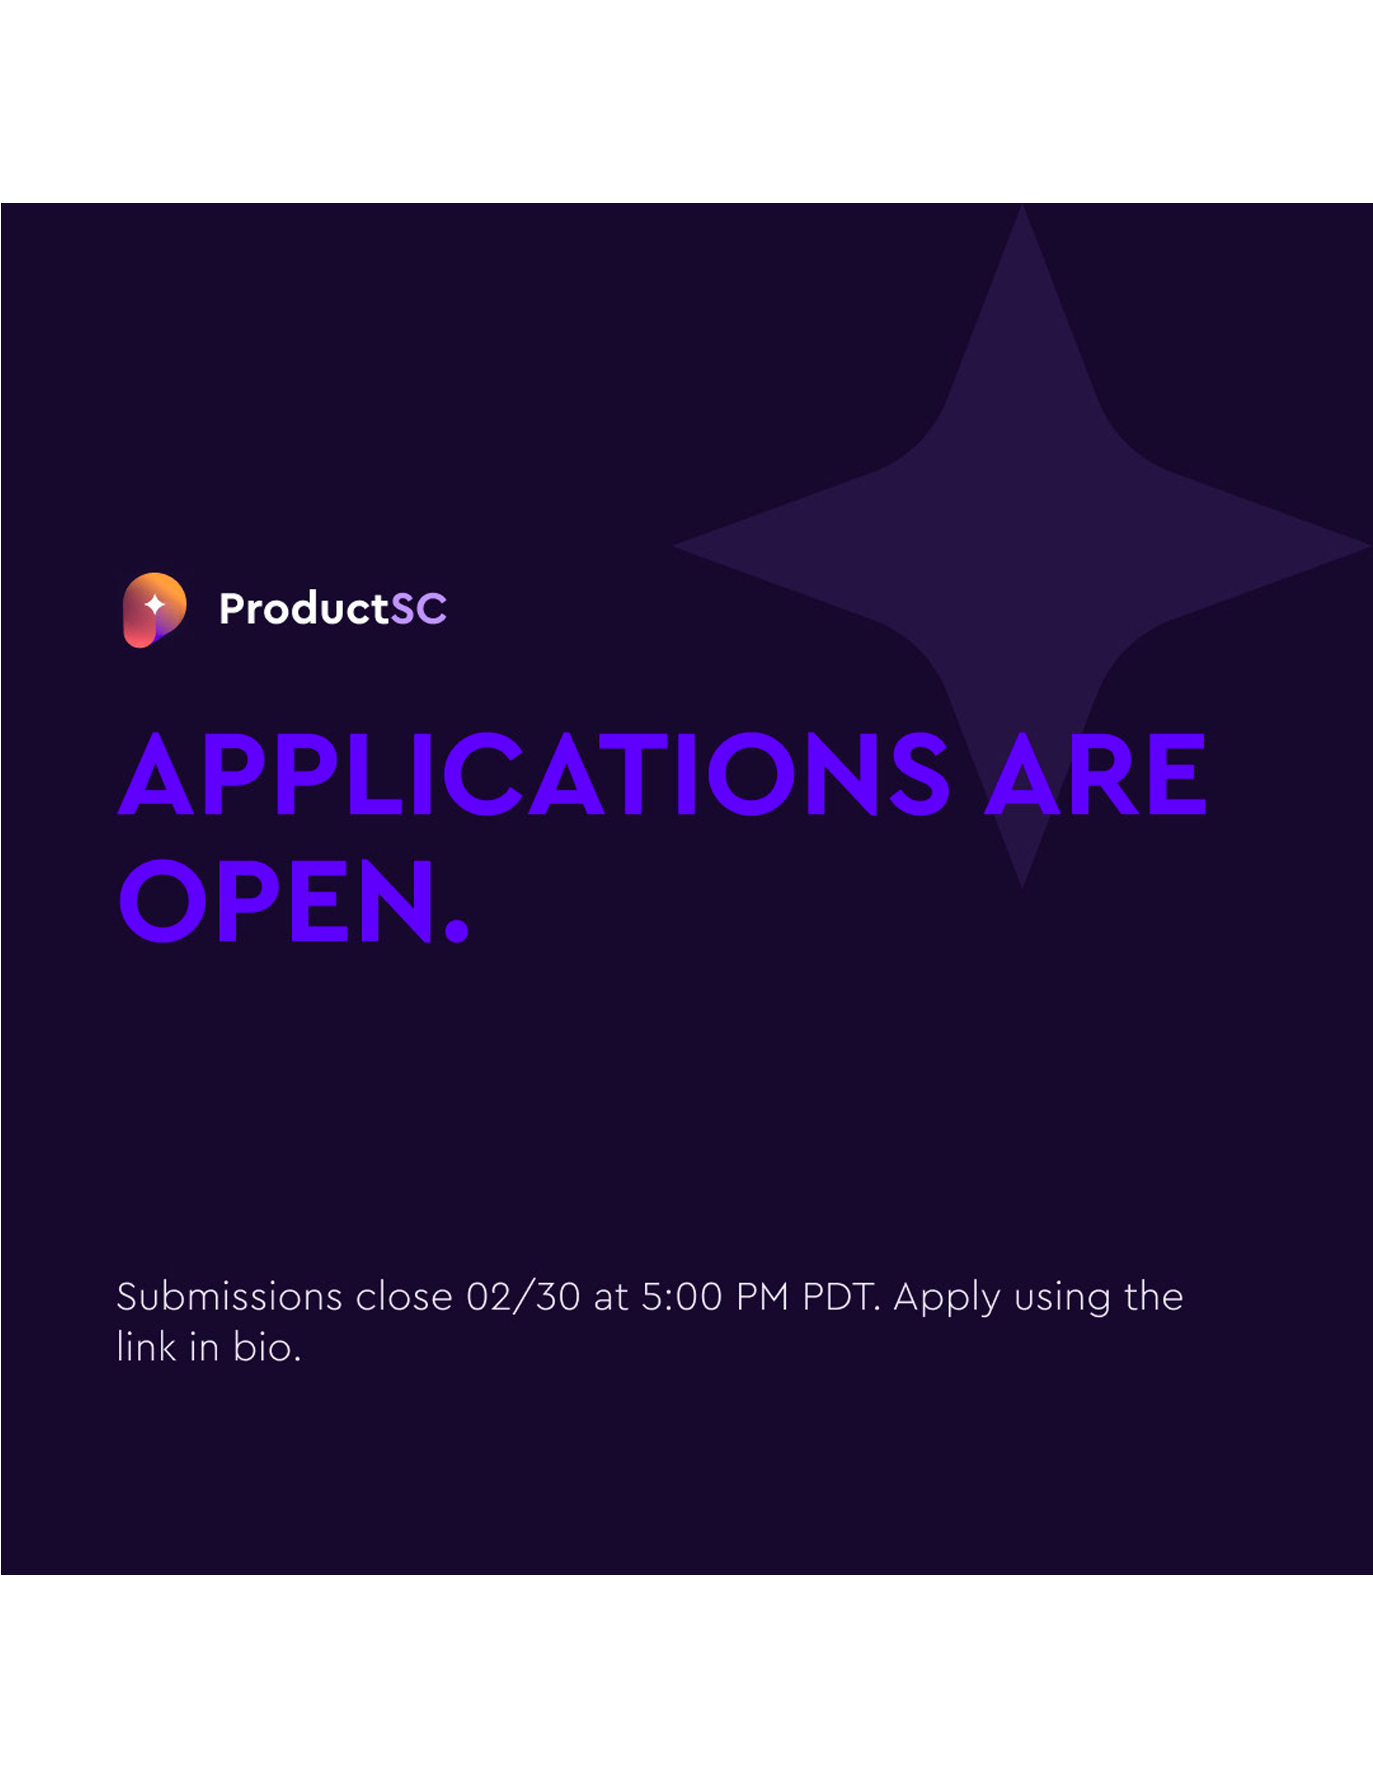 ProductSC
APPLICATIONS ARE
OPEN.
Submissions close 02/30 at 5:00 PM PDT. Apply using the
link in bio.